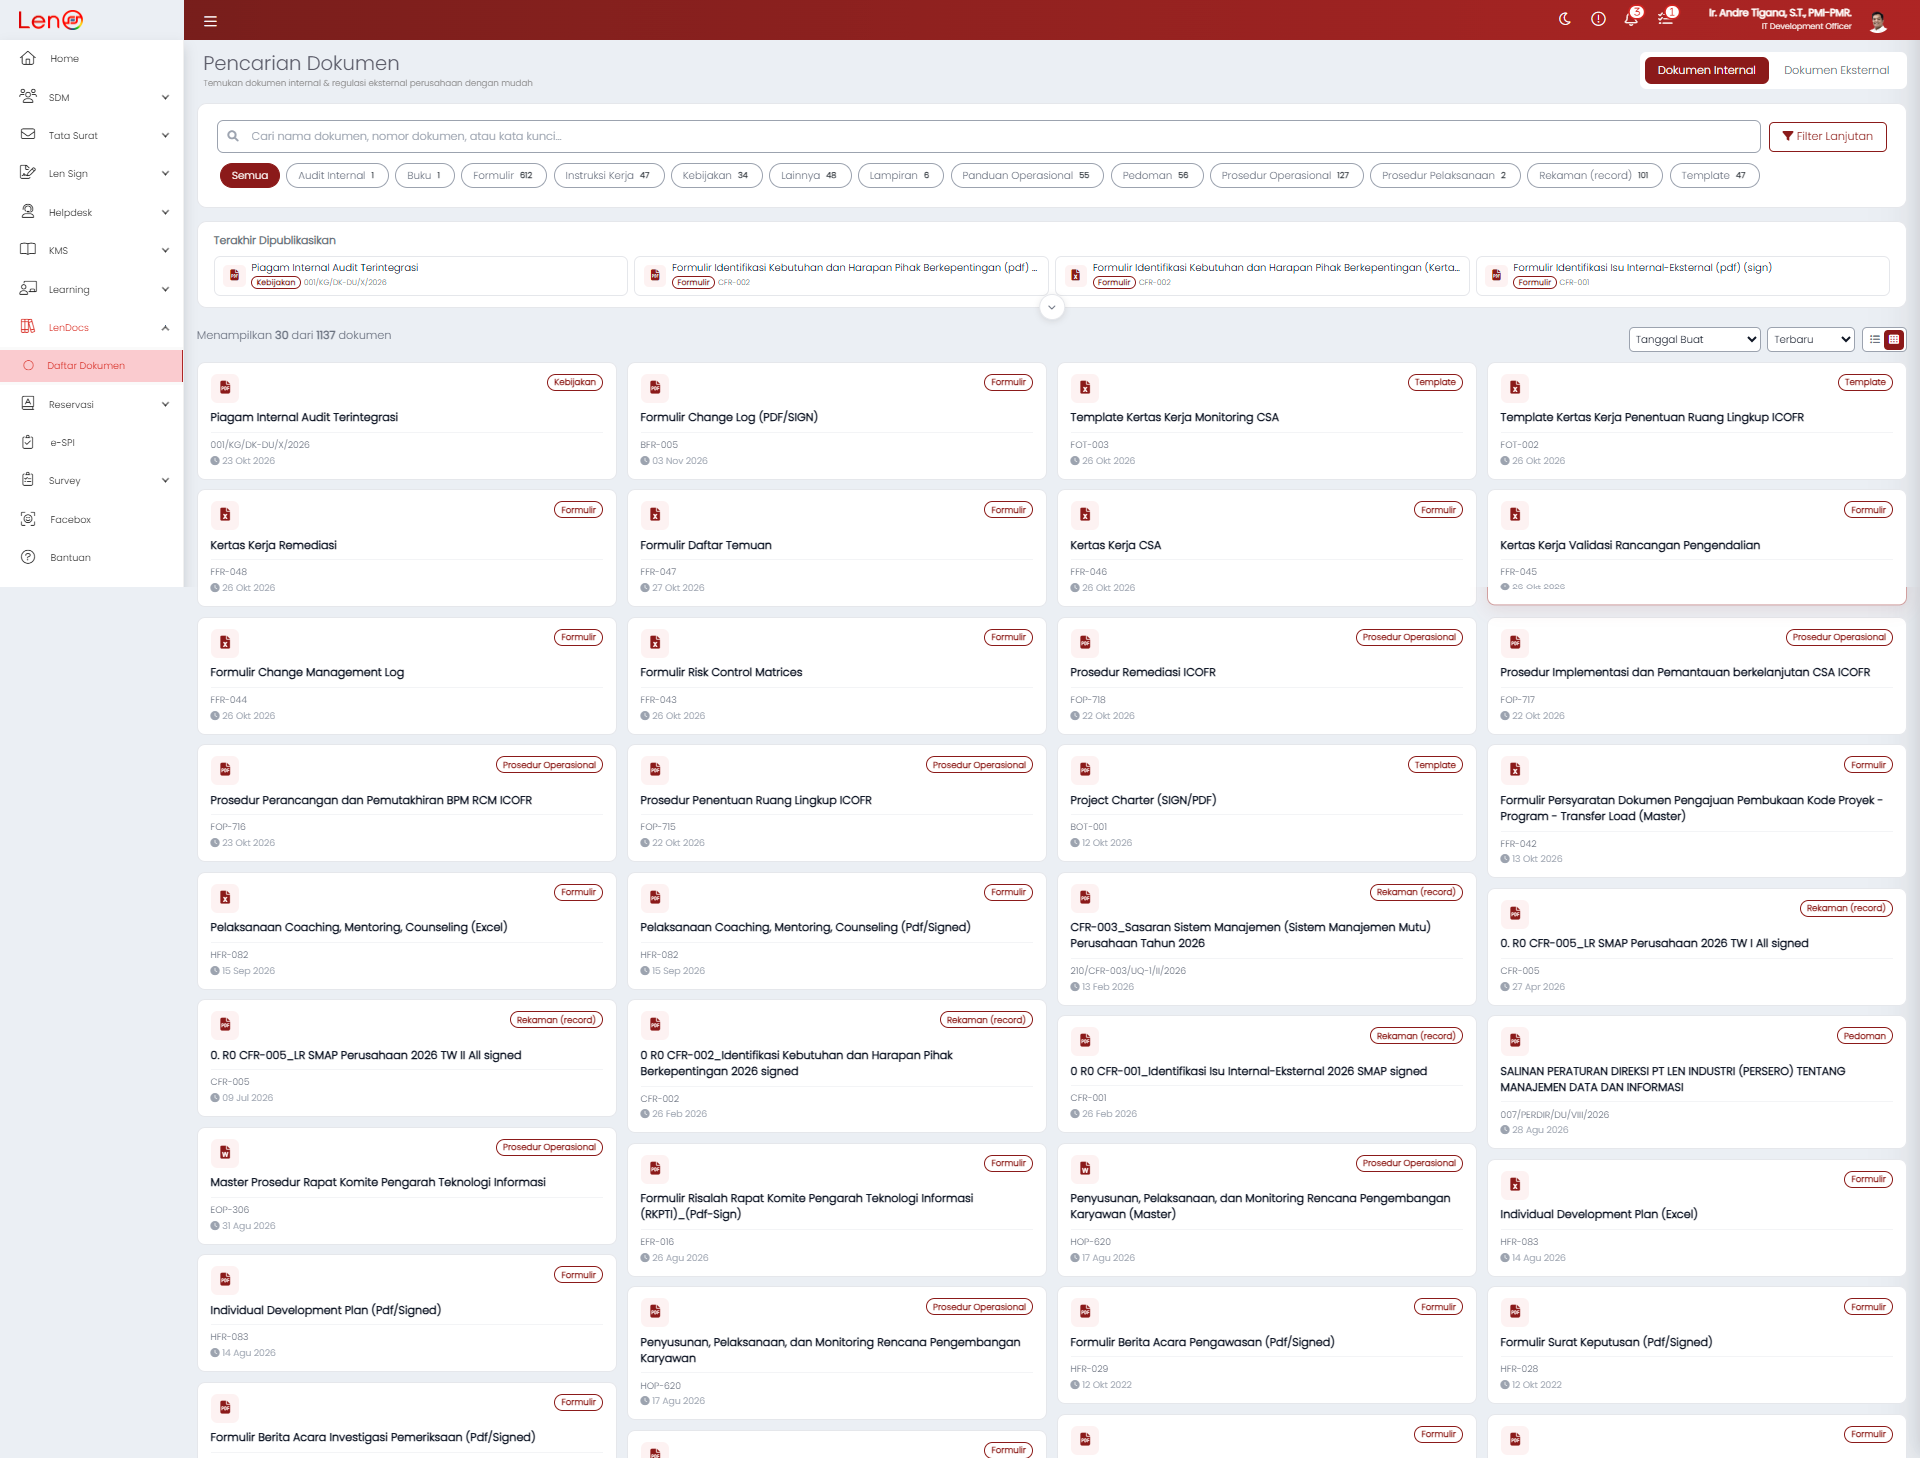 Len
Home
SDM
Tata Surat
Len Sign
Helpdesk
KMS
Learning
LenDocs
Daftar Dokumen
Reservasi
e-SPI
Survey
Facebox
Bantuan
3
1
Ir. Andre Tigana, S.T., PMI-PMR.
IT Development Officer
Pencarian Dokumen
Temukan dokumen internal & regulasi eksternal perusahaan dengan mudah
Dokumen Internal
Dokumen Eksternal
Cari nama dokumen, nomor dokumen, atau kata kunci...
Filter Lanjutan
Semua
Audit Internal 1
Buku 1
Formulir 612
Instruksi Kerja 47
Kebijakan 34
Lainnya 48
Lampiran 6
Panduan Operasional 55
Pedoman 56
Prosedur Operasional 127
Prosedur Pelaksanaan 2
Rekaman (record) 101
Template 47
Terakhir Dipublikasikan
Piagam Internal Audit Terintegrasi
Kebijakan 001/KG/DK-DU/X/2026
Formulir Identifikasi Kebutuhan dan Harapan Pihak Berkepentingan (pdf) ...
Formulir CFR-002
Formulir Identifikasi Kebutuhan dan Harapan Pihak Berkepentingan (Kerta...
Formulir CFR-002
Formulir Identifikasi Isu Internal-Eksternal (pdf) (sign)
Formulir CFR-001
Menampilkan 30 dari 1137 dokumen
Tanggal Buat
Terbaru
Kebijakan
Piagam Internal Audit Terintegrasi
001/KG/DK-DU/X/2026
23 Okt 2026
Formulir
Formulir Change Log (PDF/SIGN)
BFR-005
03 Nov 2026
Template
Template Kertas Kerja Monitoring CSA
FOT-003
26 Okt 2026
Template
Template Kertas Kerja Penentuan Ruang Lingkup ICOFR
FOT-002
26 Okt 2026
Formulir
Kertas Kerja Remediasi
FFR-048
26 Okt 2026
Formulir
Formulir Daftar Temuan
FFR-047
27 Okt 2026
Formulir
Kertas Kerja CSA
FFR-046
26 Okt 2026
Formulir
Kertas Kerja Validasi Rancangan Pengendalian
FFR-045
26 Okt 2026
Formulir
Formulir Change Management Log
FFR-044
26 Okt 2026
Formulir
Formulir Risk Control Matrices
FFR-043
26 Okt 2026
Prosedur Operasional
Prosedur Remediasi ICOFR
FOP-718
22 Okt 2026
Prosedur Operasional
Prosedur Implementasi dan Pemantauan berkelanjutan CSA ICOFR
FOP-717
22 Okt 2026
Prosedur Operasional
Prosedur Perancangan dan Pemutakhiran BPM RCM ICOFR
FOP-716
23 Okt 2026
Prosedur Operasional
Prosedur Penentuan Ruang Lingkup ICOFR
FOP-715
22 Okt 2026
Template
Project Charter (SIGN/PDF)
BOT-001
12 Okt 2026
Formulir
Formulir Persyaratan Dokumen Pengajuan Pembukaan Kode Proyek -
Program - Transfer Load (Master)
FFR-042
13 Okt 2026
Formulir
Pelaksanaan Coaching, Mentoring, Counseling (Excel)
HFR-082
15 Sep 2026
Formulir
Pelaksanaan Coaching, Mentoring, Counseling (Pdf/Signed)
HFR-082
15 Sep 2026
Rekaman (record)
CFR-003_Sasaran Sistem Manajemen (Sistem Manajemen Mutu)
Perusahaan Tahun 2026
210/CFR-003/UQ-1/II/2026
13 Feb 2026
Rekaman (record)
0. R0 CFR-005_LR SMAP Perusahaan 2026 TW I All signed
CFR-005
27 Apr 2026
Rekaman (record)
0. R0 CFR-005_LR SMAP Perusahaan 2026 TW II All signed
CFR-005
09 Jul 2026
Rekaman (record)
0 R0 CFR-002_Identifikasi Kebutuhan dan Harapan Pihak
Berkepentingan 2026 signed
CFR-002
26 Feb 2026
Rekaman (record)
0 R0 CFR-001_Identifikasi Isu Internal-Eksternal 2026 SMAP signed
CFR-001
26 Feb 2026
Pedoman
SALINAN PERATURAN DIREKSI PT LEN INDUSTRI (PERSERO) TENTANG
MANAJEMEN DATA DAN INFORMASI
007/PERDIR/DU/VIII/2026
28 Agu 2026
Prosedur Operasional
Master Prosedur Rapat Komite Pengarah Teknologi Informasi
EOP-306
31 Agu 2026
Formulir
Formulir Risalah Rapat Komite Pengarah Teknologi Informasi
(RKPTI)_(Pdf-Sign)
EFR-016
26 Agu 2026
Prosedur Operasional
Penyusunan, Pelaksanaan, dan Monitoring Rencana Pengembangan
Karyawan (Master)
HOP-620
17 Agu 2026
Formulir
Individual Development Plan (Excel)
HFR-083
14 Agu 2026
Formulir
Individual Development Plan (Pdf/Signed)
HFR-083
14 Agu 2026
Prosedur Operasional
Penyusunan, Pelaksanaan, dan Monitoring Rencana Pengembangan
Karyawan
HOP-620
17 Agu 2026
Formulir
Formulir Berita Acara Pengawasan (Pdf/Signed)
HFR-029
12 Okt 2022
Formulir
Formulir Surat Keputusan (Pdf/Signed)
HFR-028
12 Okt 2022
Formulir
Formulir Berita Acara Investigasi Pemeriksaan (Pdf/Signed)
Formulir
Formulir
Formulir